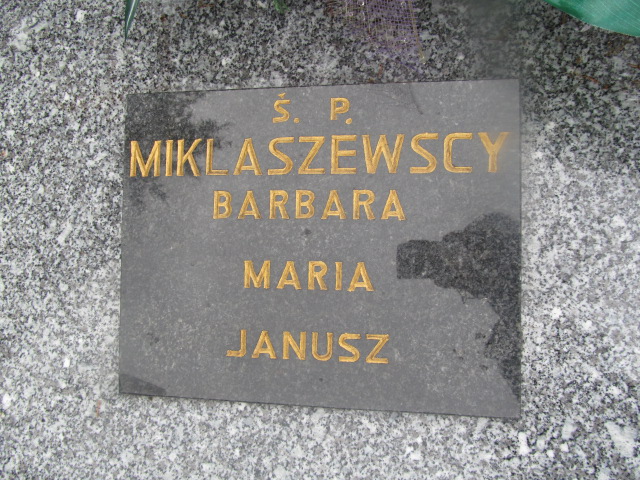 Ś. P.
MIKLASZEWSCY
BARBARA
MARIA
JANUSZ